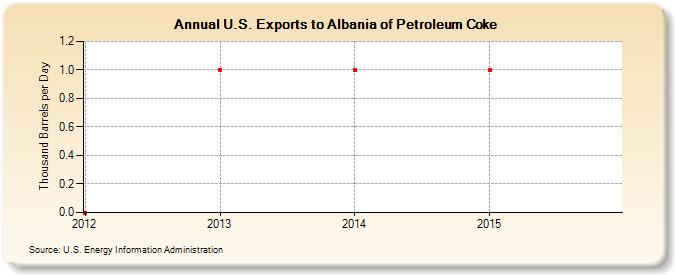 Annual U.S. Exports to Albania of Petroleum Coke
Thousand Barrels per Day
1.2
1.0
0.8
0.6
0.4
0.2
0.0
2012 2013 2014 2015
Source: U.S. Energy Information Administration